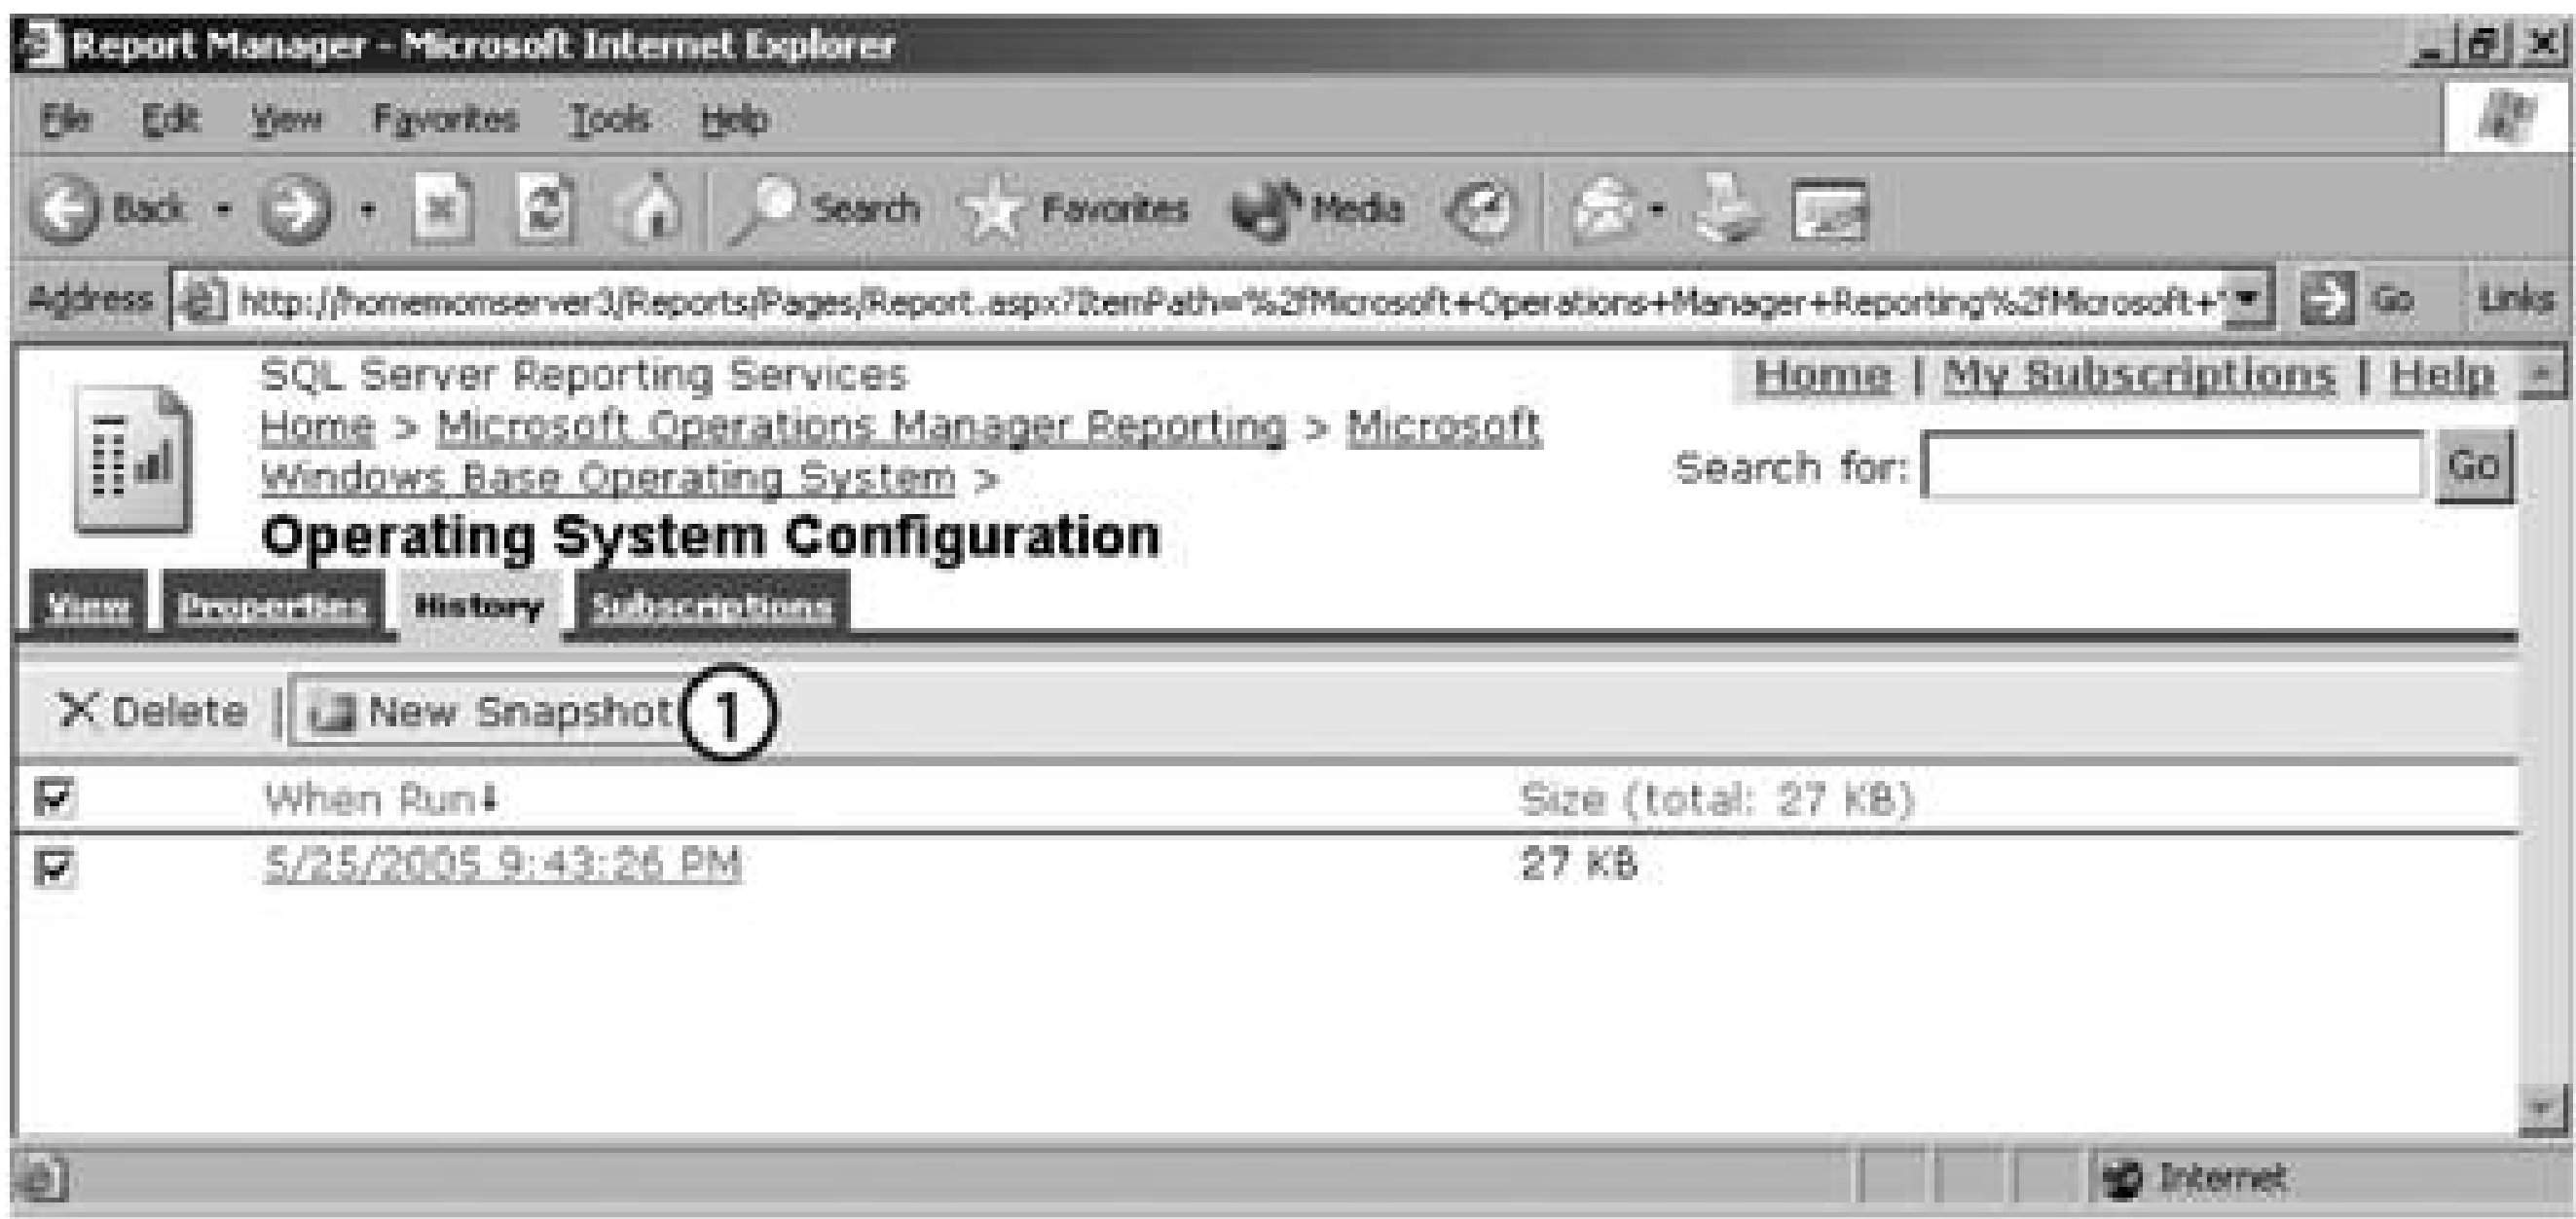 Report Manager - Microsoft Internet Explorer
File Edit View Favorites Tools Help
Back Search Favorites Media
Address http://homemomserver3/Reports/Pages/Report.aspx?ItemPath=%2fMicrosoft+Operations+Manager+Reporting%2fMicrosoft+ Go Links
SQL Server Reporting Services
Home | My Subscriptions | Help
Home > Microsoft Operations Manager Reporting > Microsoft
Windows Base Operating System >
Search for: Go
Operating System Configuration
View Properties History Subscriptions
Delete | New Snapshot 1
When Run Size (total: 27 KB)
5/25/2005 9:43:26 PM 27 KB
Internet